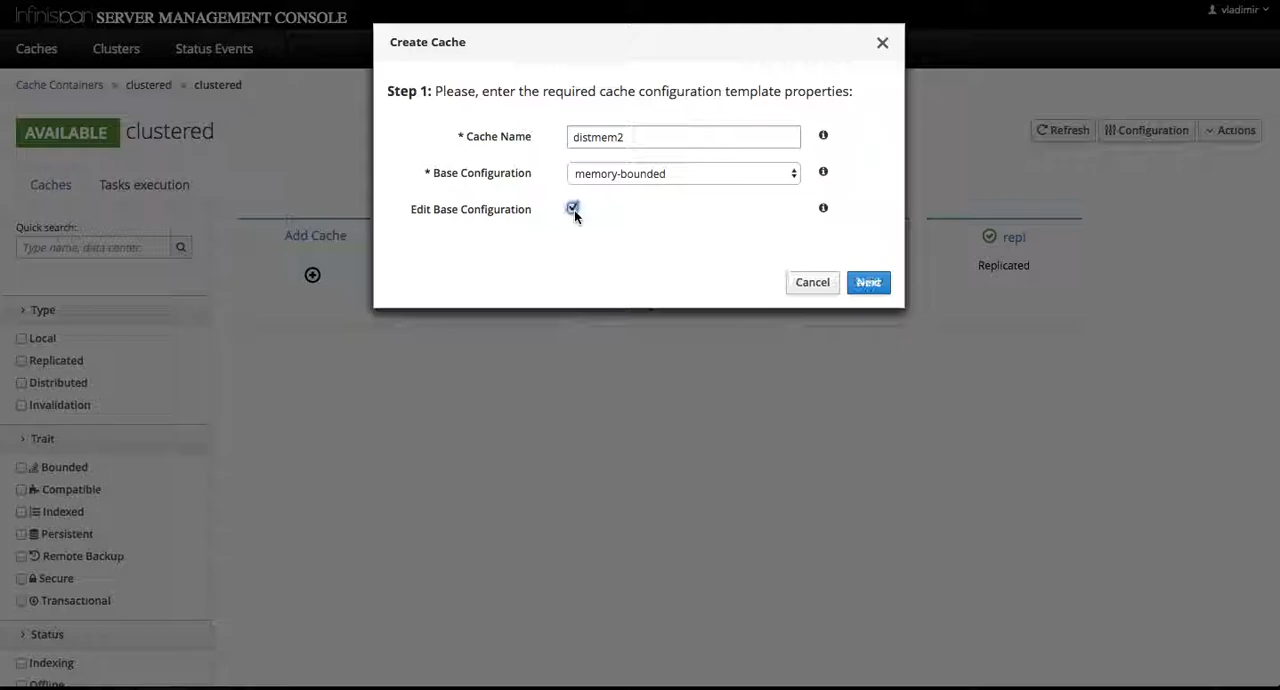 Infinispan SERVER MANAGEMENT CONSOLE
vladimir
Caches Clusters Status Events
Cache Containers » clustered » clustered
AVAILABLE clustered
Refresh Configuration Actions
Caches Tasks execution
Quick search:
Type name, data center.
Add Cache
repl
Replicated
Type
Local
Replicated
Distributed
Invalidation
Trait
Bounded
Compatible
Indexed
Persistent
Remote Backup
Secure
Transactional
Status
Indexing
Offline
Create Cache
Step 1: Please, enter the required cache configuration template properties:
* Cache Name distmem2
* Base Configuration memory-bounded
Edit Base Configuration
Cancel Next